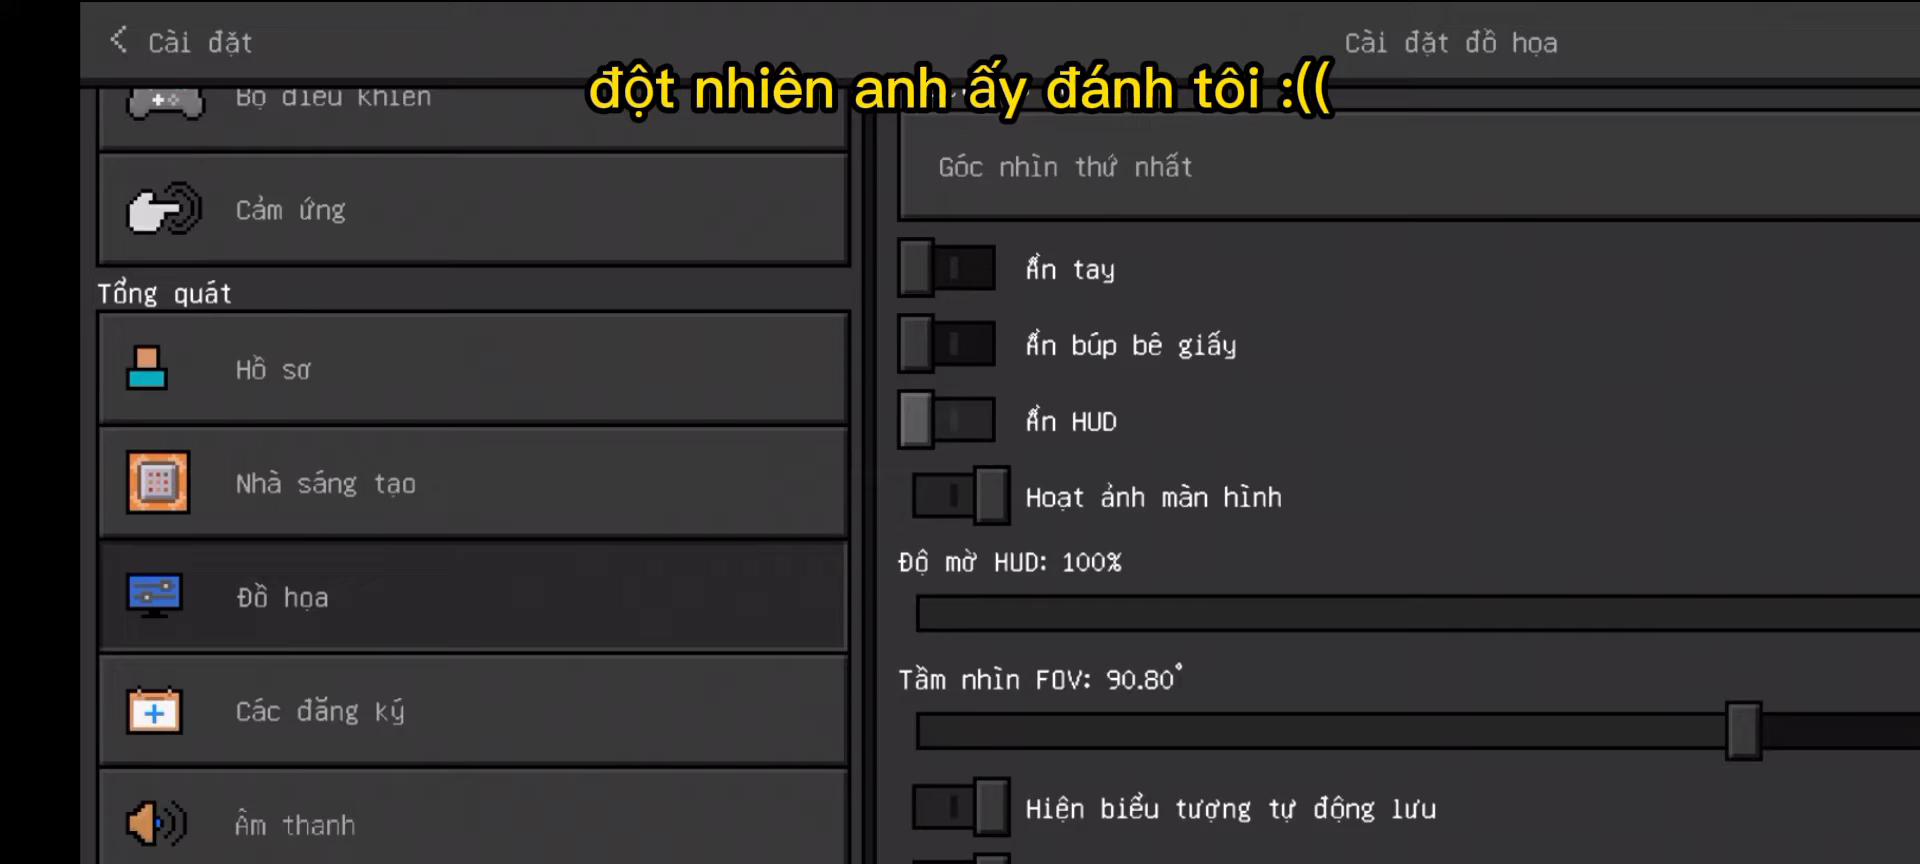 Cài đặt
Cài đặt đồ họa
đột nhiên anh ấy đánh tôi :((
Bộ điều khiển
Cảm ứng
Tổng quát
Hồ sơ
Nhà sáng tạo
Đồ họa
Các đăng ký
Âm thanh
Góc nhìn thứ nhất
Ẩn tay
Ẩn búp bê giấy
Ẩn HUD
Hoạt ảnh màn hình
Độ mờ HUD: 100%
Tầm nhìn FOV: 90.80°
Hiện biểu tượng tự động lưu